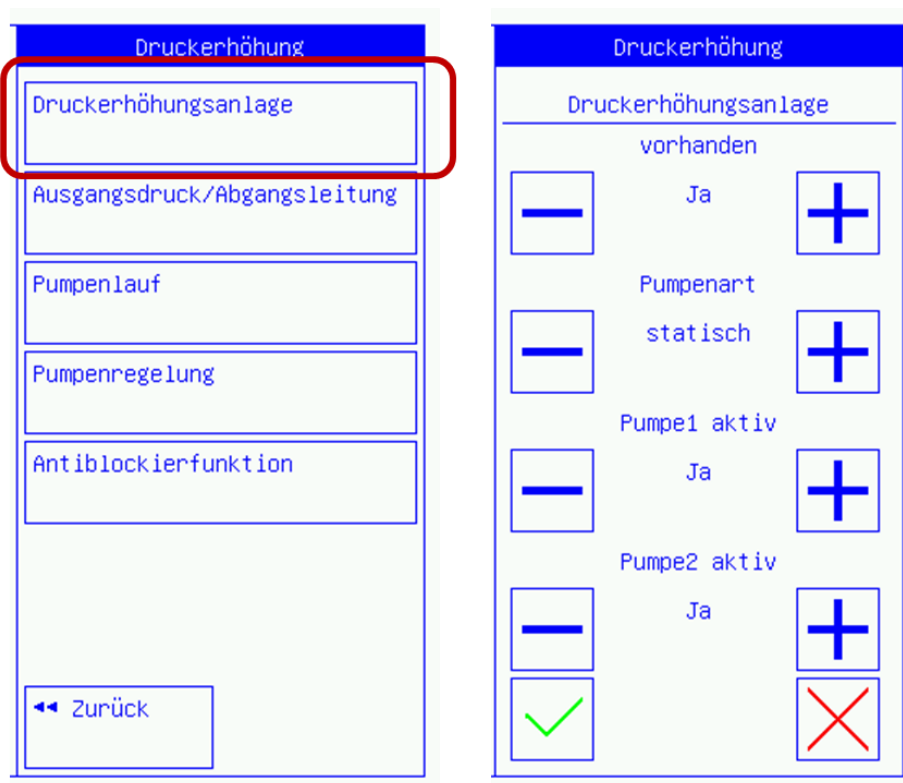 Druckerhöhung
Druckerhöhungsanlage
Ausgangsdruck/Abgangsleitung
Pumpenlauf
Pumpenregelung
Antiblockierfunktion
◄◄ Zurück
Druckerhöhung
Druckerhöhungsanlage
vorhanden
Ja
Pumpenart
statisch
Pumpe1 aktiv
Ja
Pumpe2 aktiv
Ja